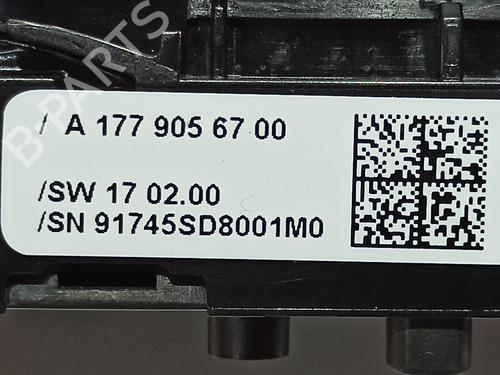 B-PARTS
/ A 177 905 67 00
/SW 17 02.00
/SN 91745SD8001M0